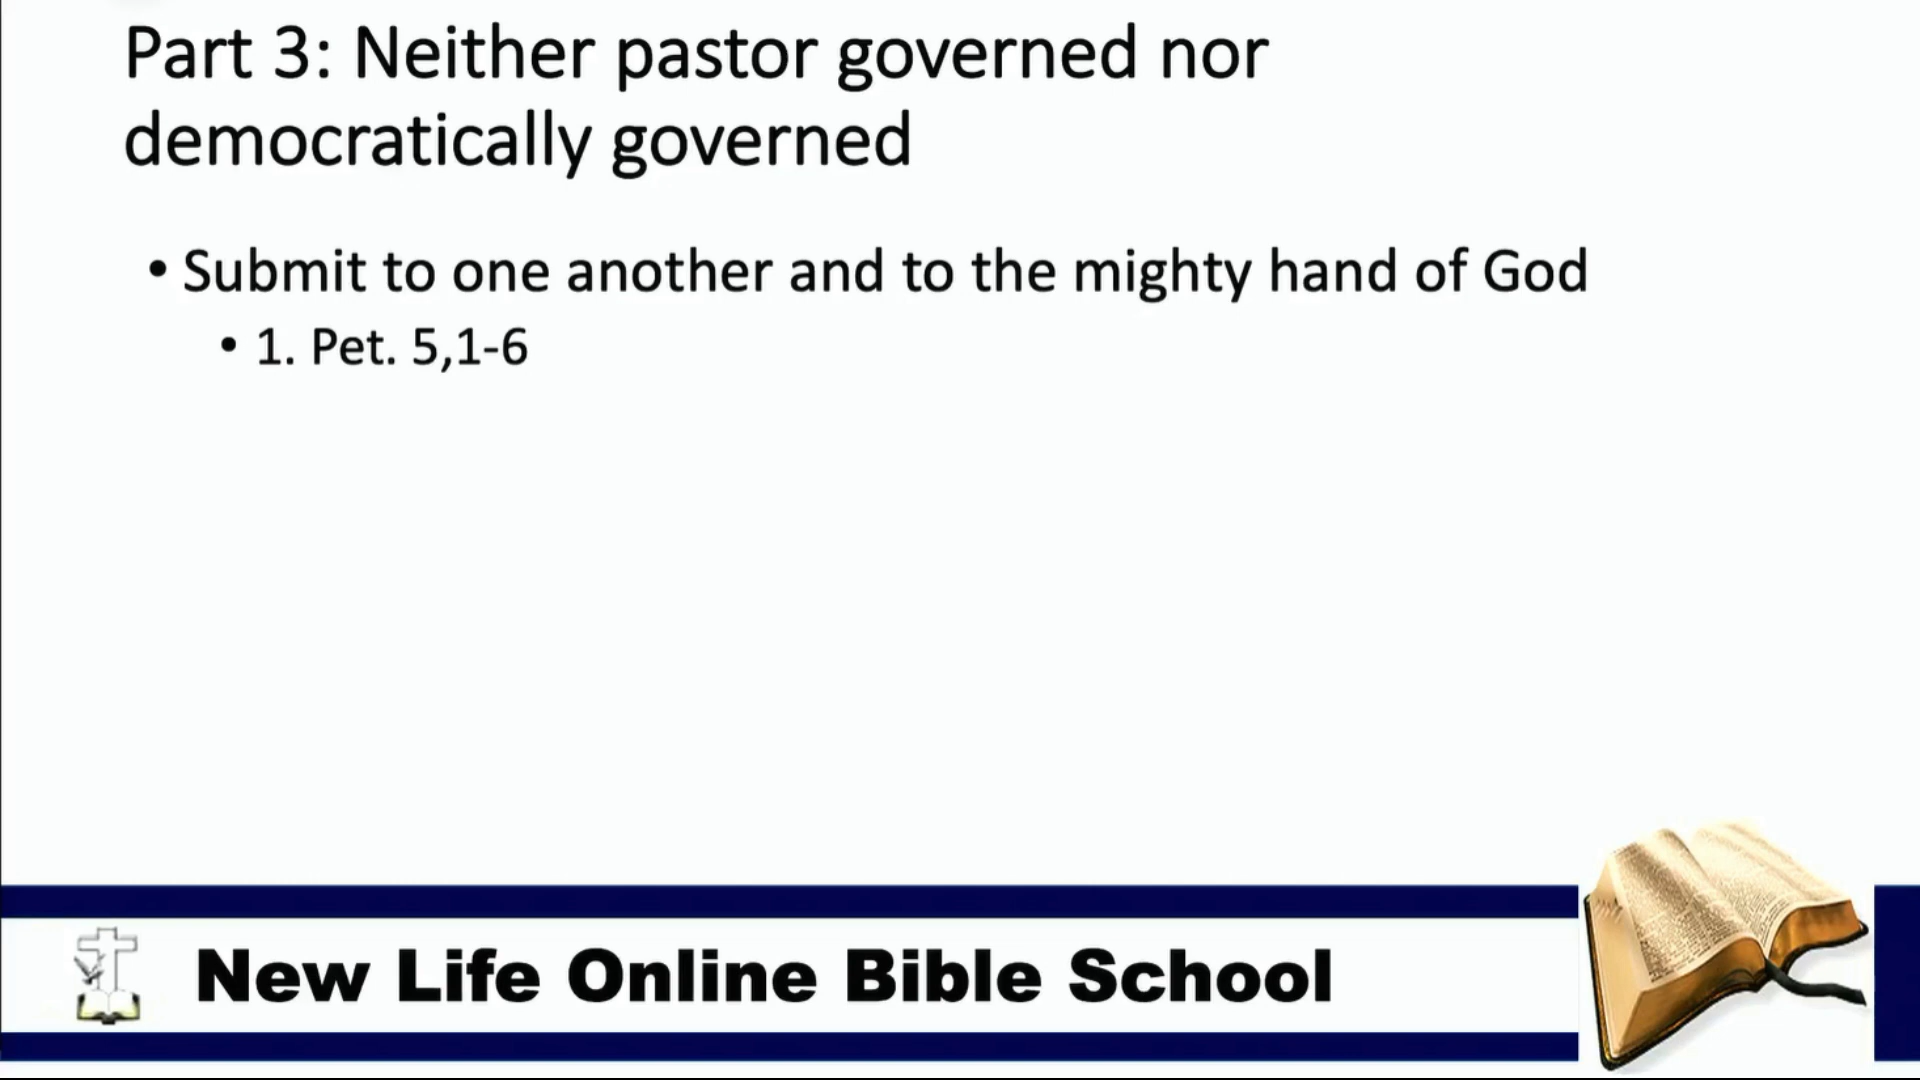 Part 3: Neither pastor governed nor
democratically governed
• Submit to one another and to the mighty hand of God
• 1. Pet. 5,1-6
New Life Online Bible School